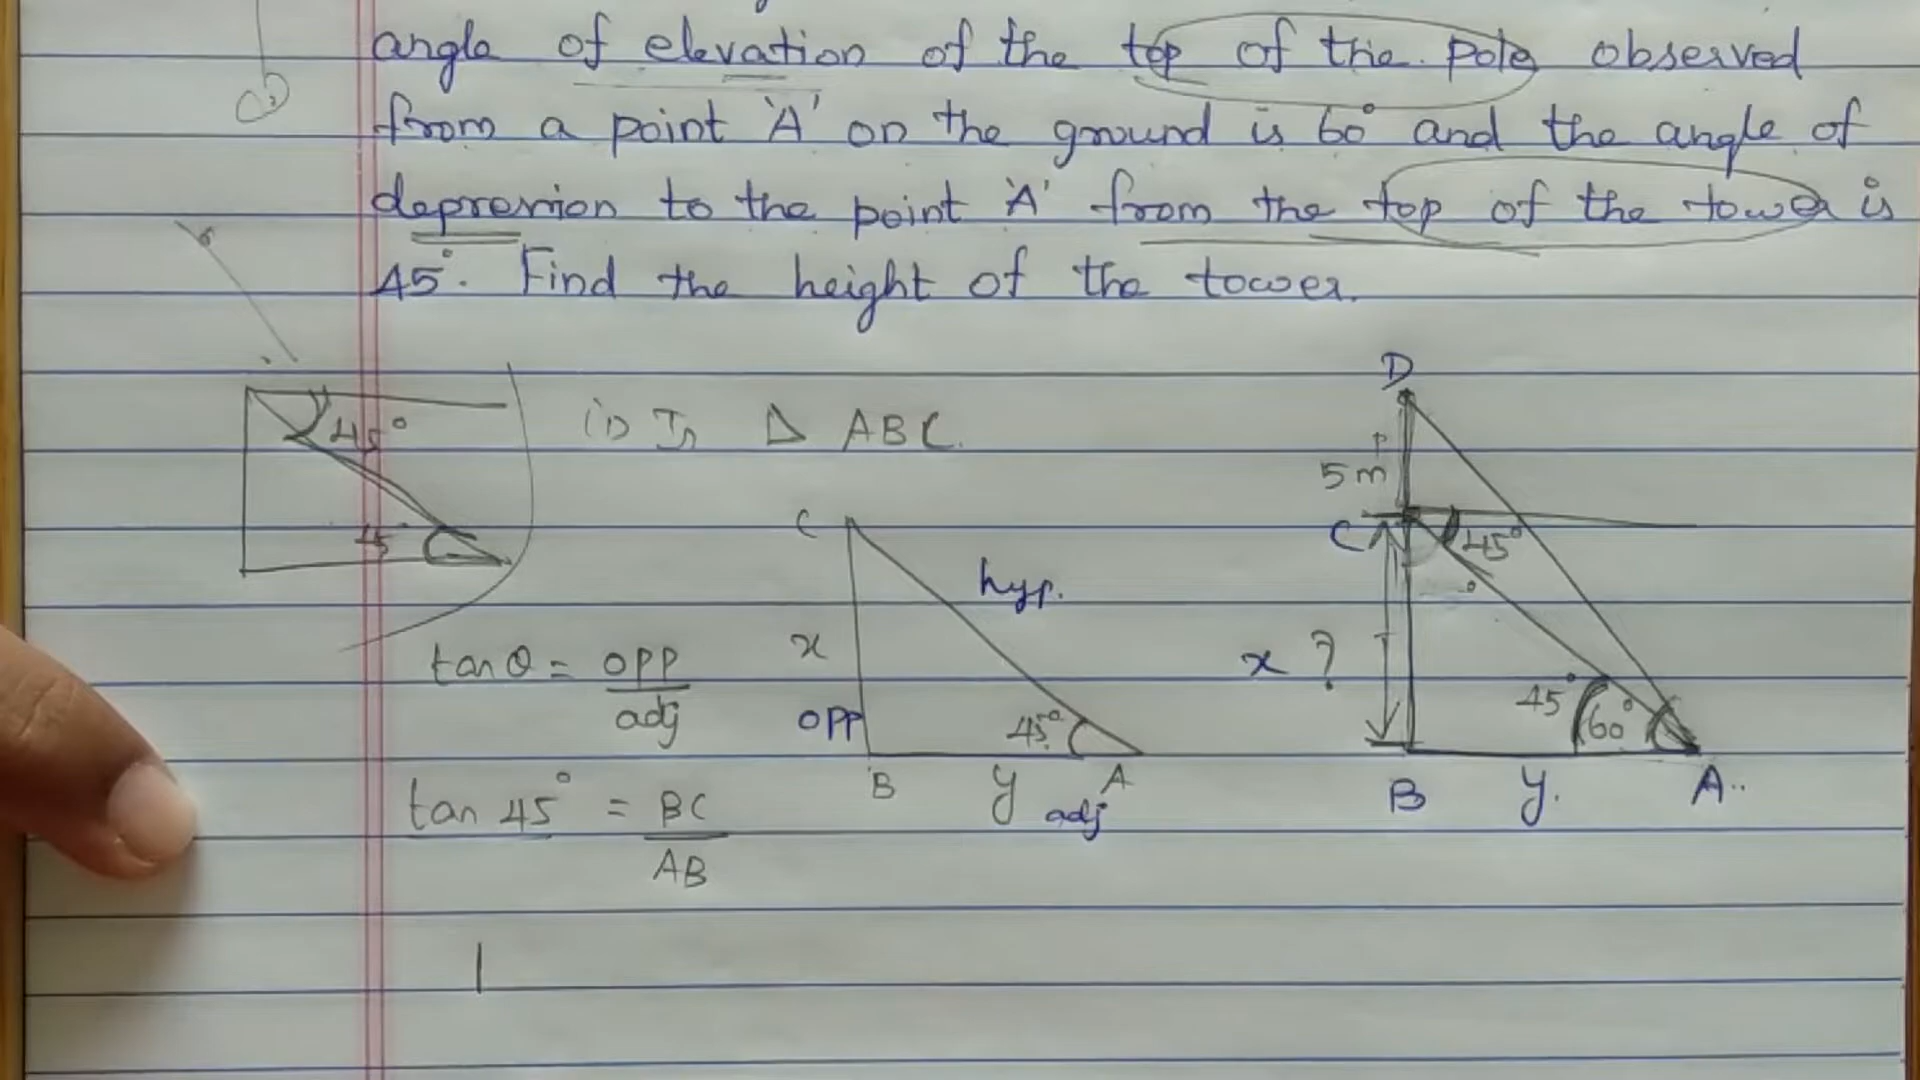 angle of elevation of the top of the pole observed
from a point 'A' on the ground is 60° and the angle of
depression to the point 'A' from the top of the tower is
45°. Find the height of the tower.
45°
45
i) In Δ ABC.
C
hyp.
x
opp
45°
B y A
adj
D
5m
C
45°
x ?
45° 60°
B y. A..
tan θ = opp
adj
tan 45° = BC
AB
1